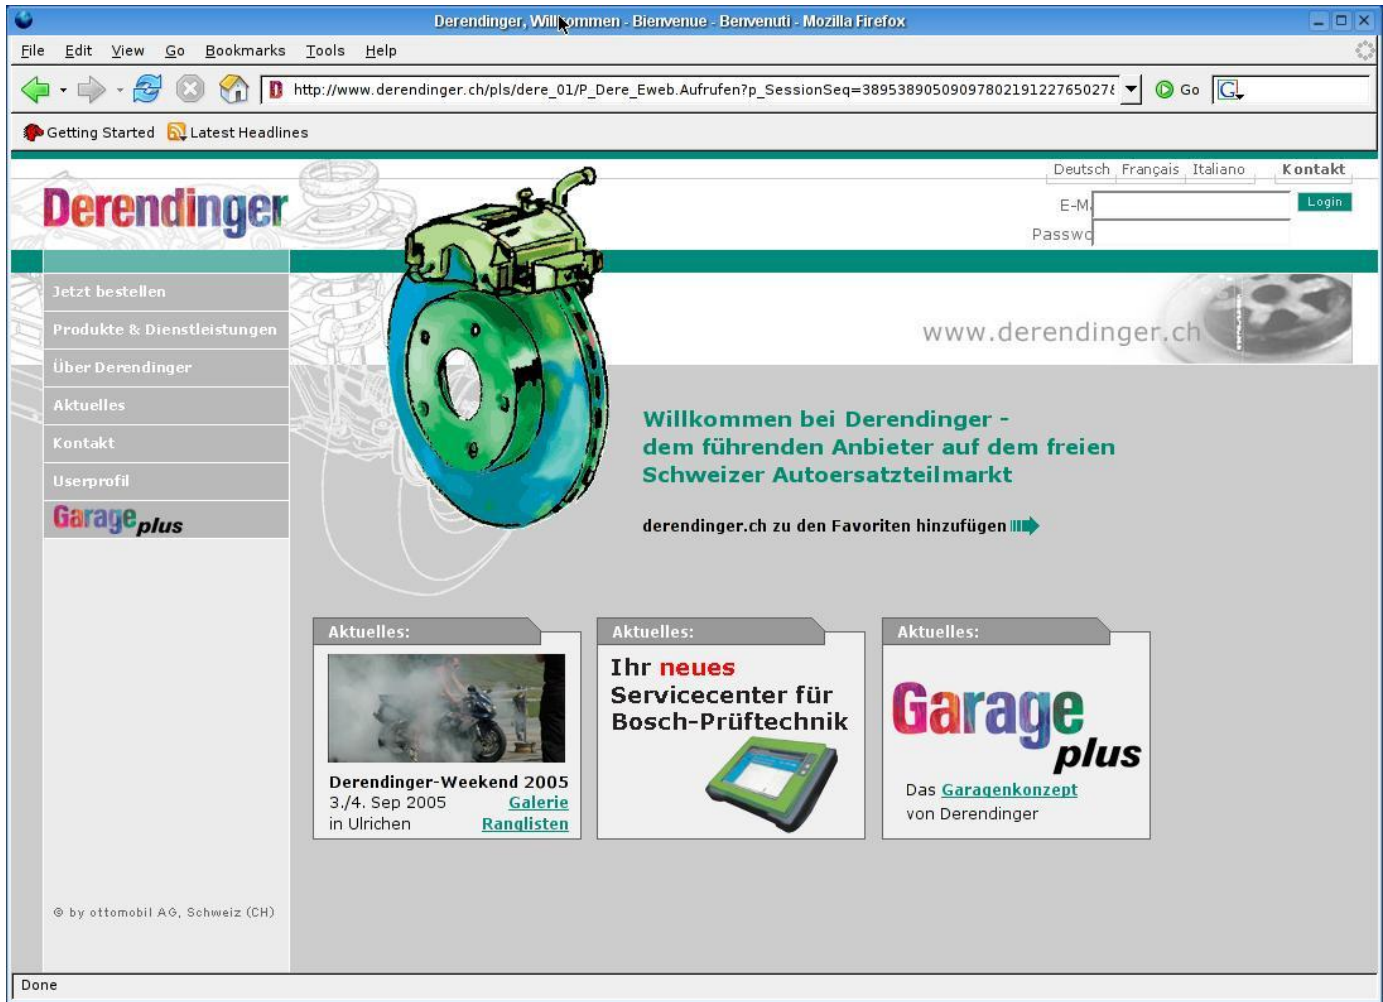 Derendinger, Willkommen - Bienvenue - Benvenuti - Mozilla Firefox
File Edit View Go Bookmarks Tools Help
http://www.derendinger.ch/pls/dere_01/P_Dere_Eweb.Aufrufen?p_SessionSeq=38953890509097802191227650278
Go
G
Getting Started Latest Headlines
Deutsch Français Italiano Kontakt
Derendinger
E-M
Login
Passwo
Jetzt bestellen
Produkte & Dienstleistungen
Über Derendinger
Aktuelles
Kontakt
Userprofil
Garage plus
www.derendinger.ch
Willkommen bei Derendinger -
dem führenden Anbieter auf dem freien
Schweizer Autoersatzteilmarkt
derendinger.ch zu den Favoriten hinzufügen
Aktuelles:
Derendinger-Weekend 2005
3./4. Sep 2005 Galerie
in Ulrichen Ranglisten
Aktuelles:
Ihr neues
Servicecenter für
Bosch-Prüftechnik
Aktuelles:
Garage
plus
Das Garagenkonzept
von Derendinger
© by ottomobil AG, Schweiz (CH)
Done